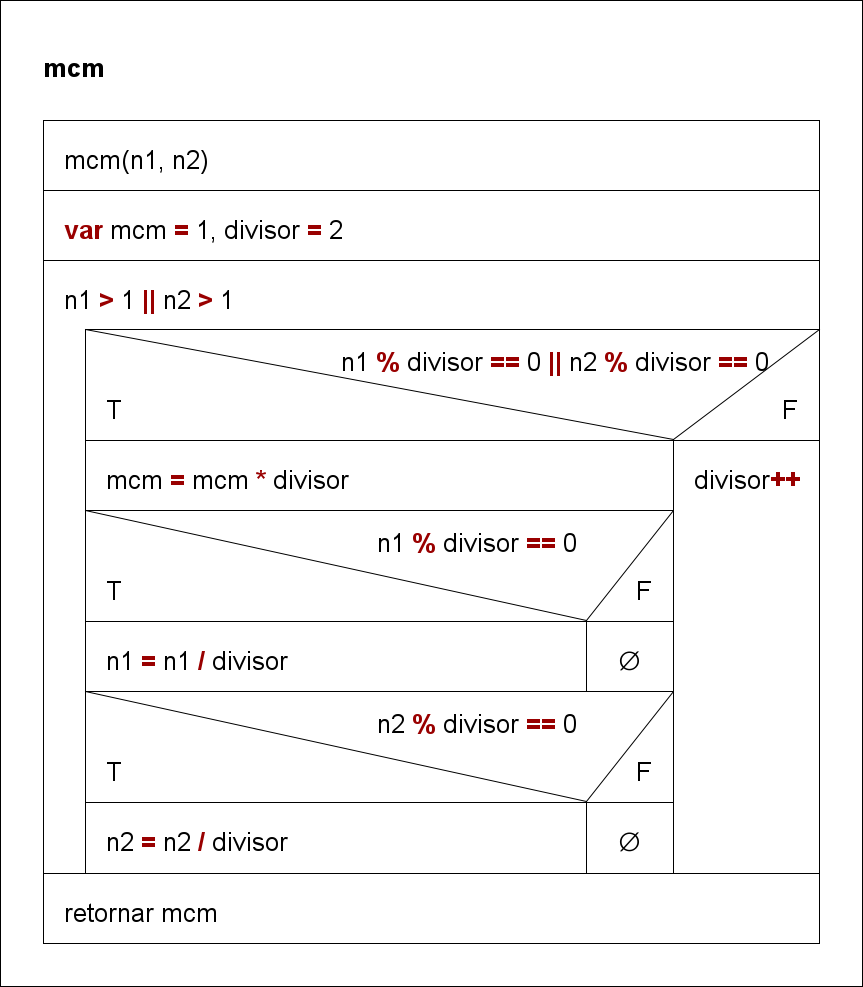 mcm
mcm(n1, n2)
var mcm = 1, divisor = 2
n1 > 1 || n2 > 1
n1 % divisor == 0 || n2 % divisor == 0
T F
mcm = mcm * divisor
divisor++
n1 % divisor == 0
T F
n1 = n1 / divisor
∅
n2 % divisor == 0
T F
n2 = n2 / divisor
∅
retornar mcm